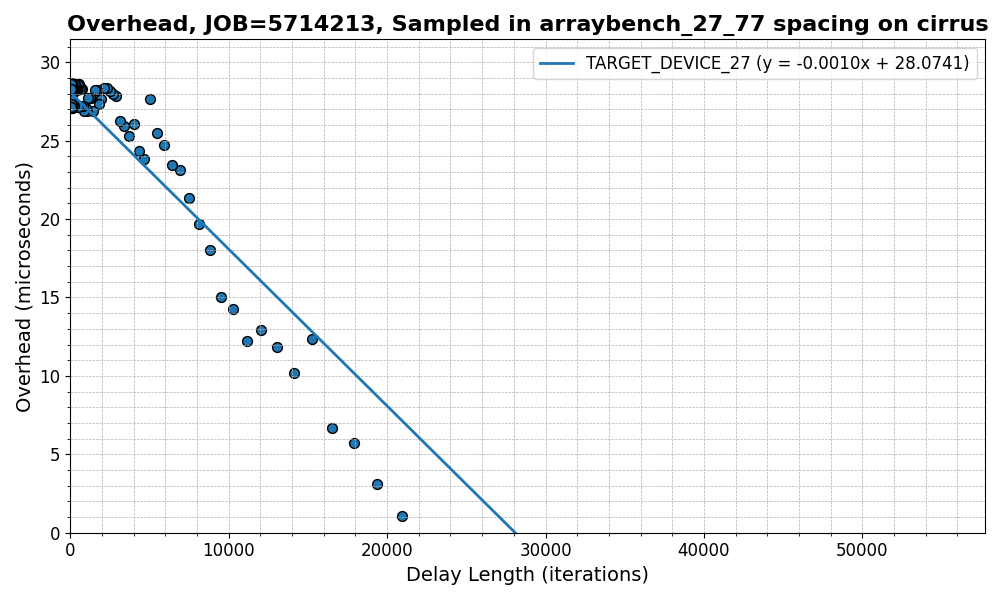 Overhead, JOB=5714213, Sampled in arraybench_27_77 spacing on cirrus
TARGET_DEVICE_27 (y = -0.0010x + 28.0741)
Overhead (microseconds)
30
25
20
15
10
5
0
0 10000 20000 30000 40000 50000
Delay Length (iterations)